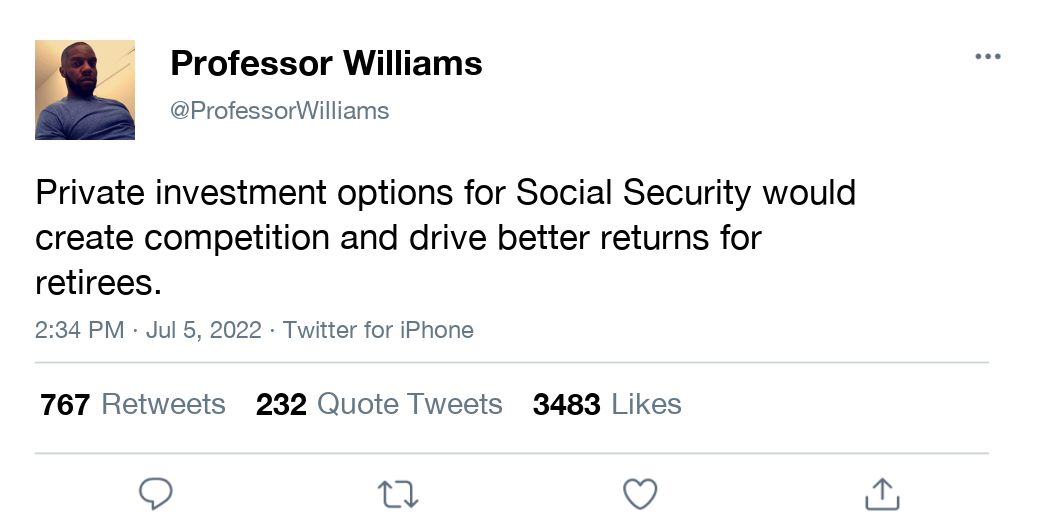 Professor Williams
@ProfessorWilliams
Private investment options for Social Security would
create competition and drive better returns for
retirees.
2:34 PM · Jul 5, 2022 · Twitter for iPhone
767 Retweets 232 Quote Tweets 3483 Likes